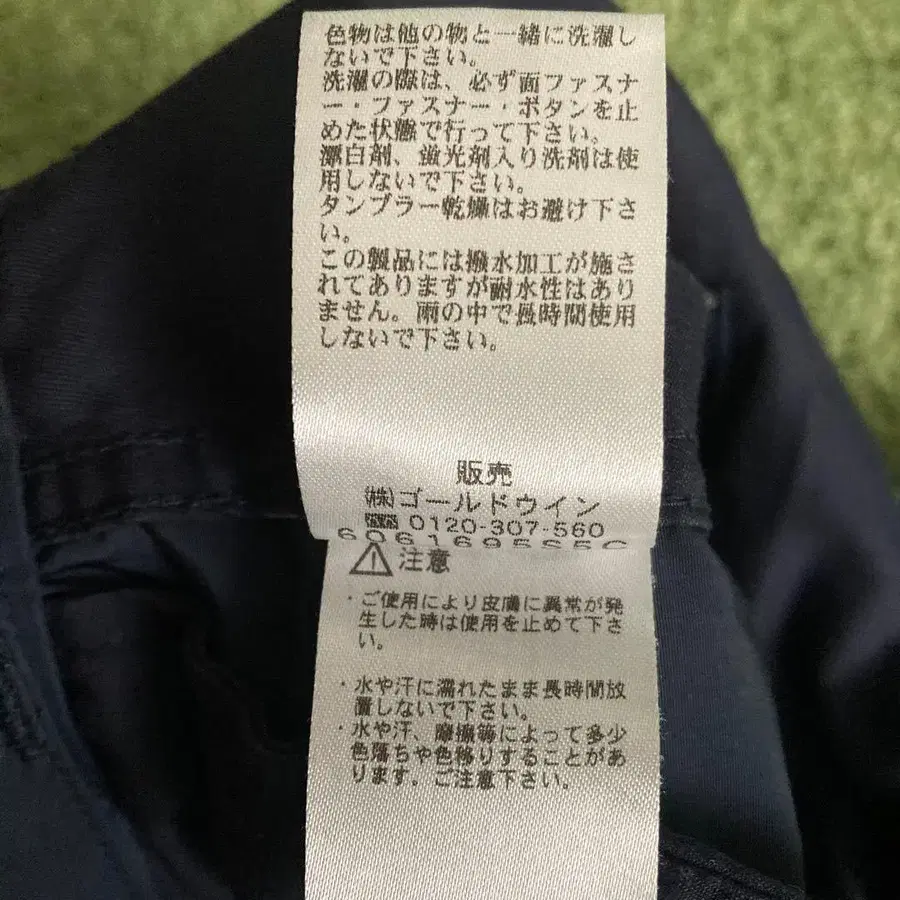 色物は他の物と一緒に洗濯し
ないで下さい。
洗濯の際は、必ず面ファスナ
ー・ファスナー・ボタンを止
めた状態で行って下さい。
漂白剤、蛍光剤入り洗剤は使
用しないで下さい。
タンブラー乾燥はお避け下さ
い。
この製品には撥水加工が施さ
れてありますが耐水性はあり
ません。雨の中で長時間使用
しないで下さい。
販売
㈱ゴールドウイン
0120-307-560
⚠注意
・ご使用により皮膚に異常が発
生した時は使用を止めて下さ
い。
・水や汗に濡れたまま長時間放
置しないで下さい。
・水や汗、摩擦等によって多少
色落ちや色移りすることがあ
ります。ご注意下さい。